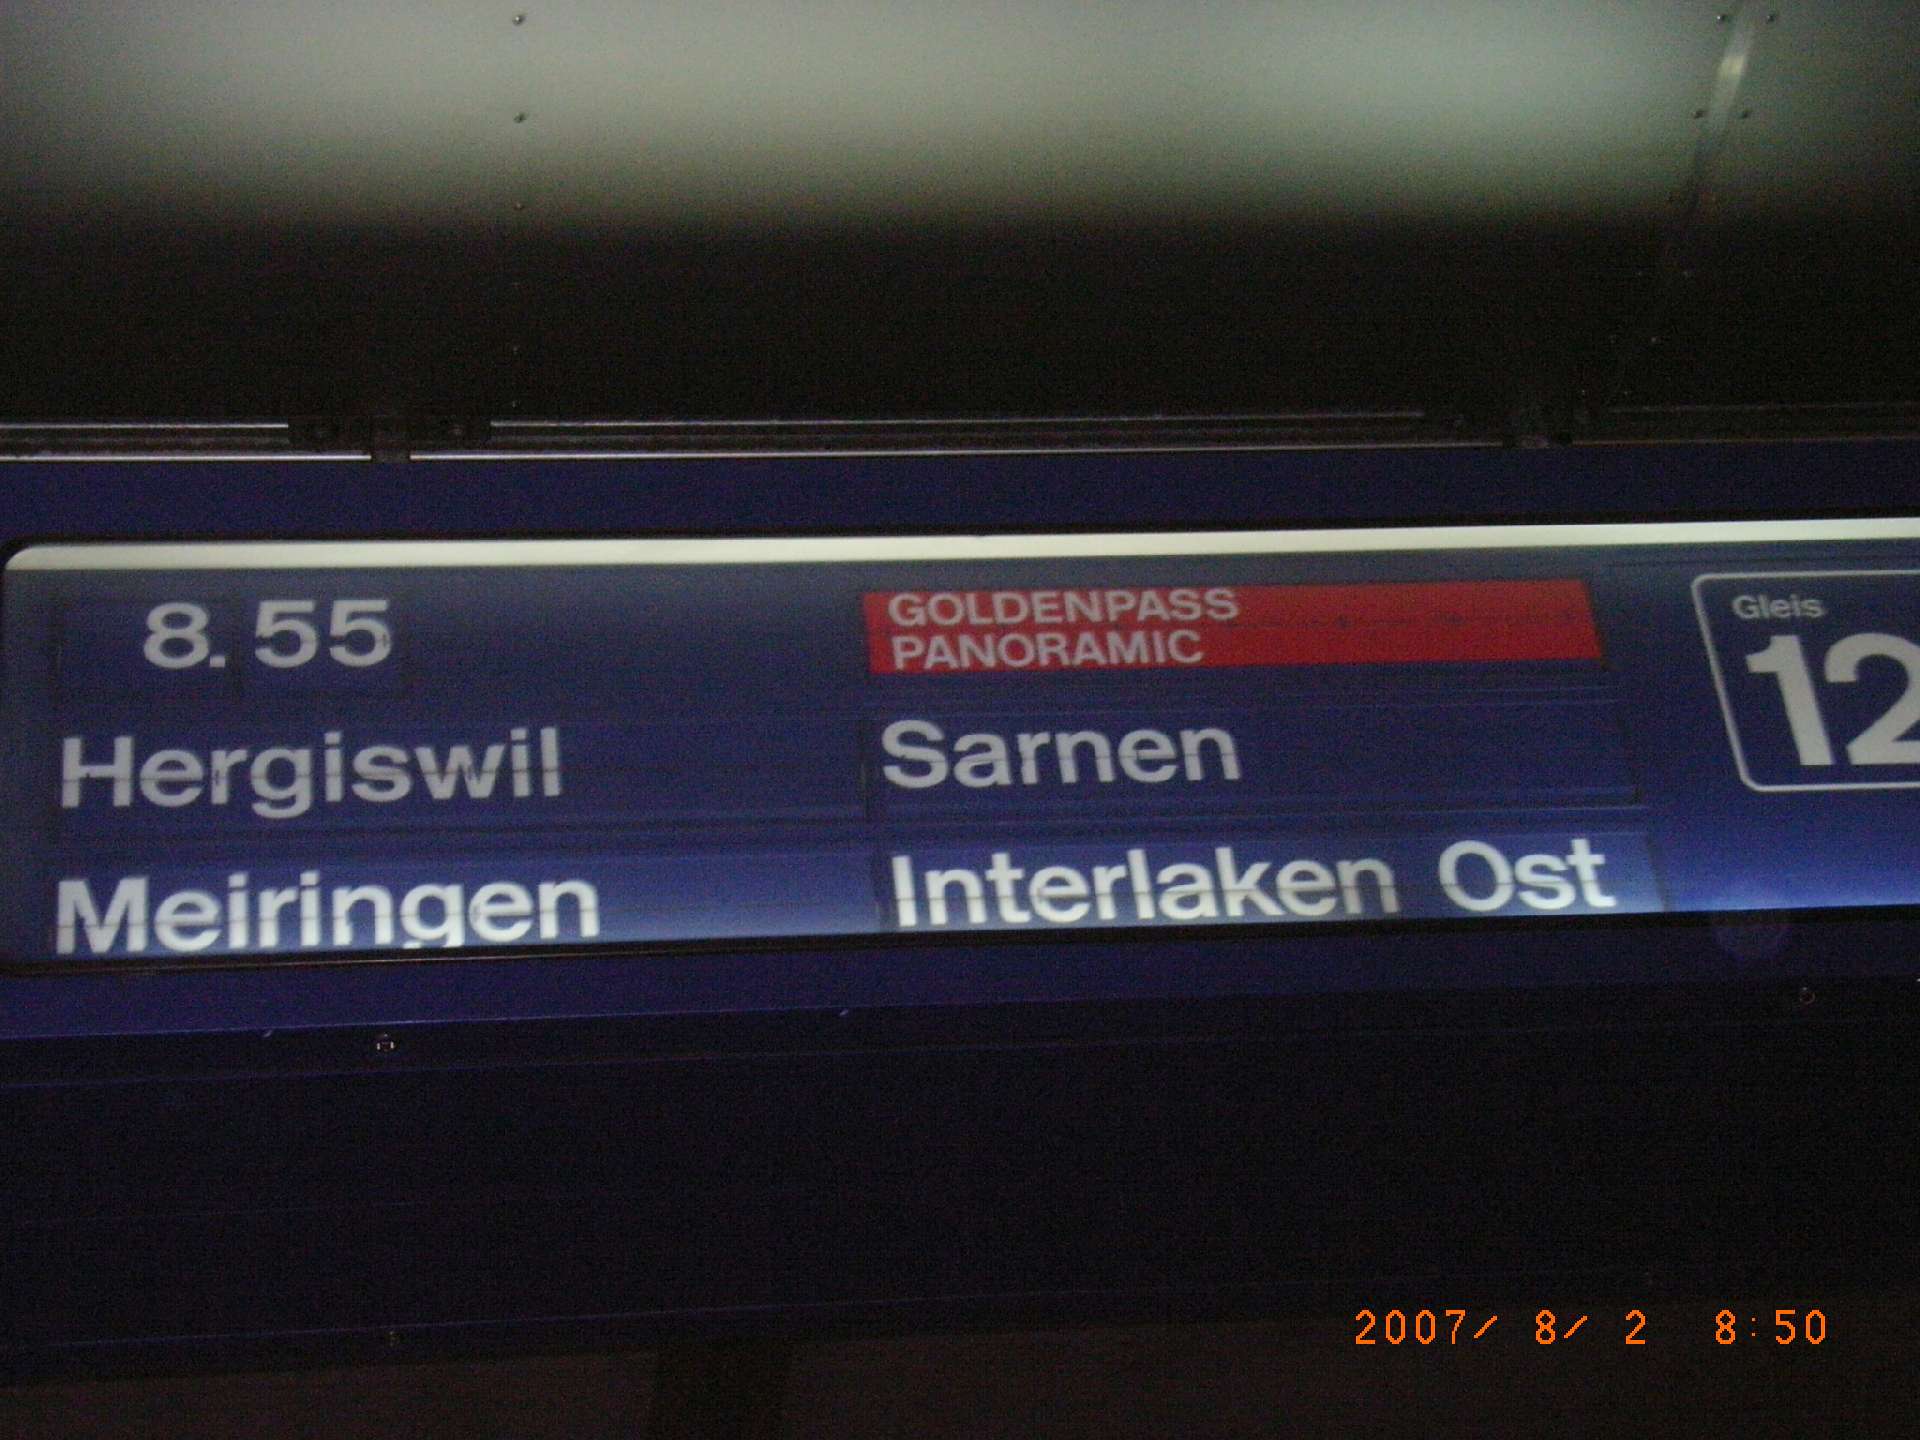 8.55
GOLDENPASS
PANORAMIC
Gleis
12
Hergiswil
Sarnen
Meiringen
Interlaken Ost
2007/ 8/ 2 8:50